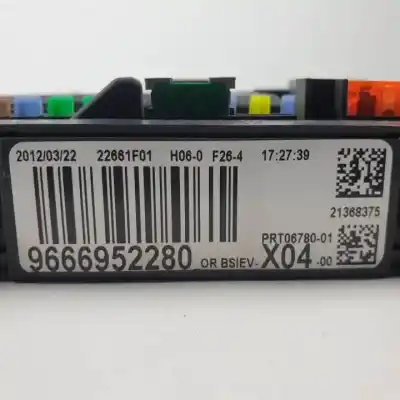 2012/03/22 22661F01 H06-0 F26-4 17:27:39
21368375
PRT06780-01
9666952280 OR BSIEV- X04 -00